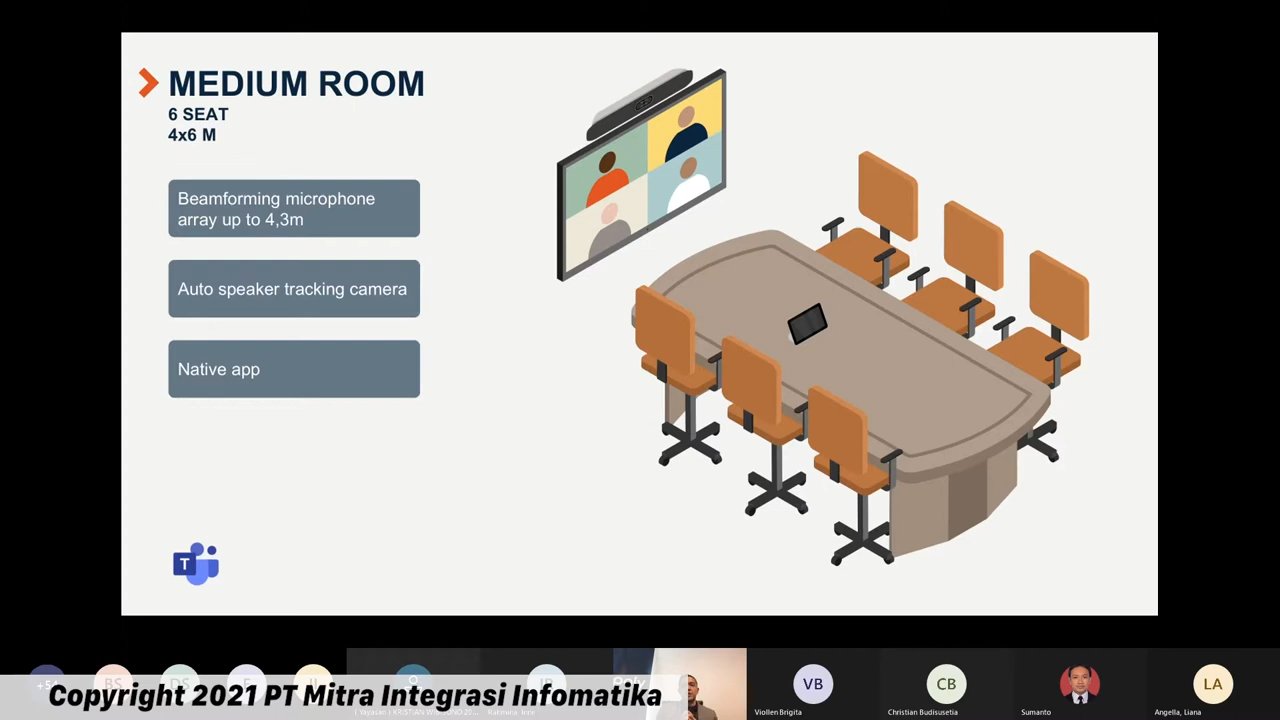 MEDIUM ROOM
6 SEAT
4x6 M
Beamforming microphone
array up to 4,3m
Auto speaker tracking camera
Native app
T
VB
CB
LA
Copyright 2021 PT Mitra Integrasi Infomatika
Viollen Brigita
Christian Budisusetia
Sumanto
Angella, Liana